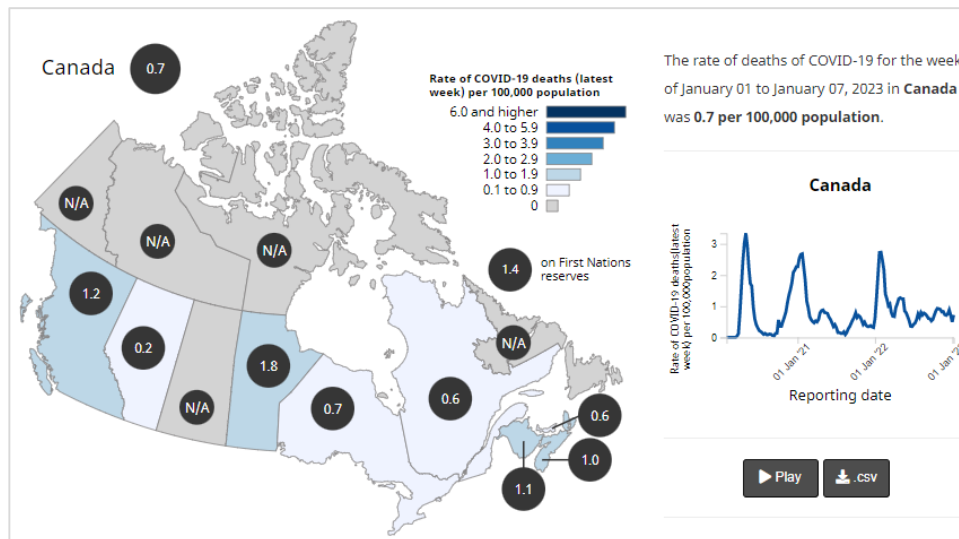 Canada
0.7
Rate of COVID-19 deaths (latest
week) per 100,000 population
6.0 and higher
4.0 to 5.9
3.0 to 3.9
2.0 to 2.9
1.0 to 1.9
0.1 to 0.9
0
N/A
N/A
N/A
1.4
on First Nations
reserves
1.2
0.2
N/A
1.8
0.7
0.6
N/A
0.6
1.0
1.1
The rate of deaths of COVID-19 for the week
of January 01 to January 07, 2023 in Canada
was 0.7 per 100,000 population.
Canada
Rate of COVID-19 deaths(latest
week) per 100,000population
3
2
1
0
01 Jan '21
01 Jan '22
01 Jan
Reporting date
Play
.csv